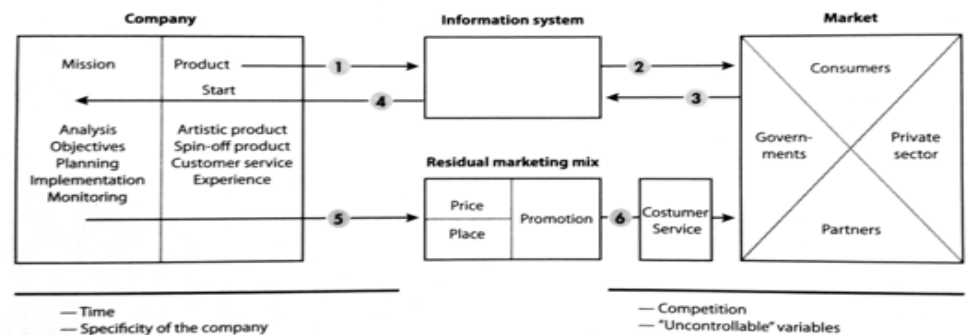 Company
Information system
Market
Mission
Product
1
2
Consumers
Start
4
3
Analysis
Objectives
Planning
Implementation
Monitoring
Artistic product
Spin-off product
Customer service
Experience
Govern-
ments
Private
sector
Residual marketing mix
5
Price
Place
Promotion
6
Costumer
Service
Partners
— Time
— Specificity of the company
— Competition
— "Uncontrollable" variables